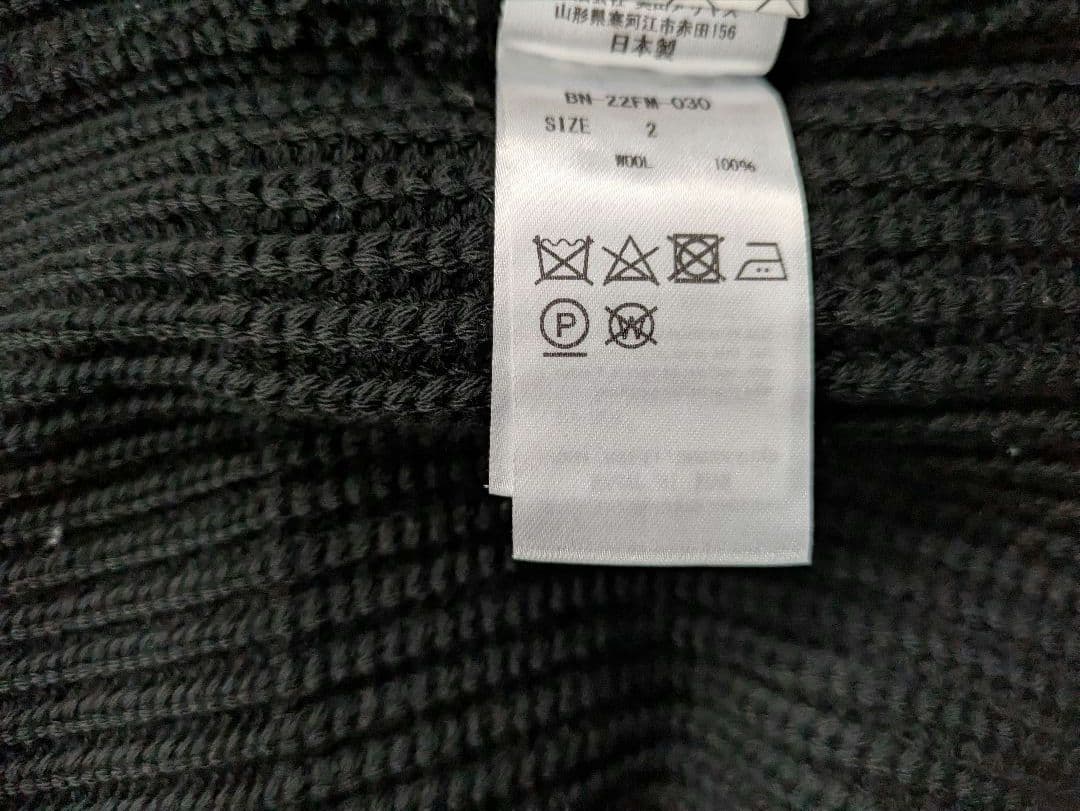 山形県寒河江市赤田156
日本製
BN-22FM-030
SIZE 2
WOOL 100%
P
W